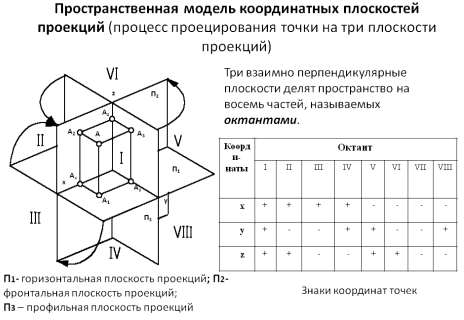 Пространственная модель координатных плоскостей
проекций (процесс проецирования точки на три плоскости
проекций)
VI
z
П₂
A₂
A
A₃
II
I
V
П₁
x
A₁
y
III
П₃
VIII
IV
Три взаимно перпендикулярные
плоскости делят пространство на
восемь частей, называемых
октантами.
Коорд
и-
наты
Октант
I II III IV V VI VII VIII
x + + + + - - - -
y + - - + + - - +
z + + - - + + - -
П1- горизонтальная плоскость проекций; П2-
фронтальная плоскость проекций;
П3 – профильная плоскость проекций
Знаки координат точек